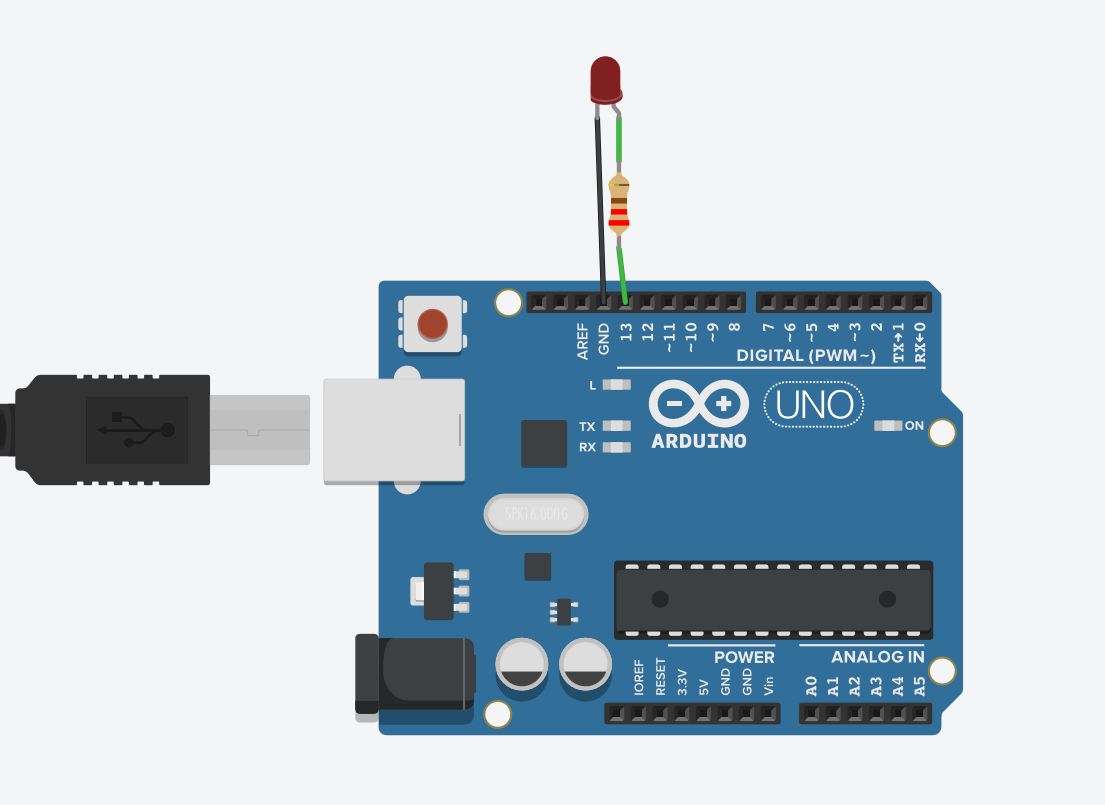 AREF
GND
13
12
~11
~10
~9
8
7
~6
~5
4
~3
2
TX→1
RX←0
DIGITAL (PWM~)
L
TX
RX
UNO
ARDUINO
ON
SPK16.000G
POWER
ANALOG IN
IOREF
RESET
3.3V
5V
GND
GND
Vin
A0
A1
A2
A3
A4
A5